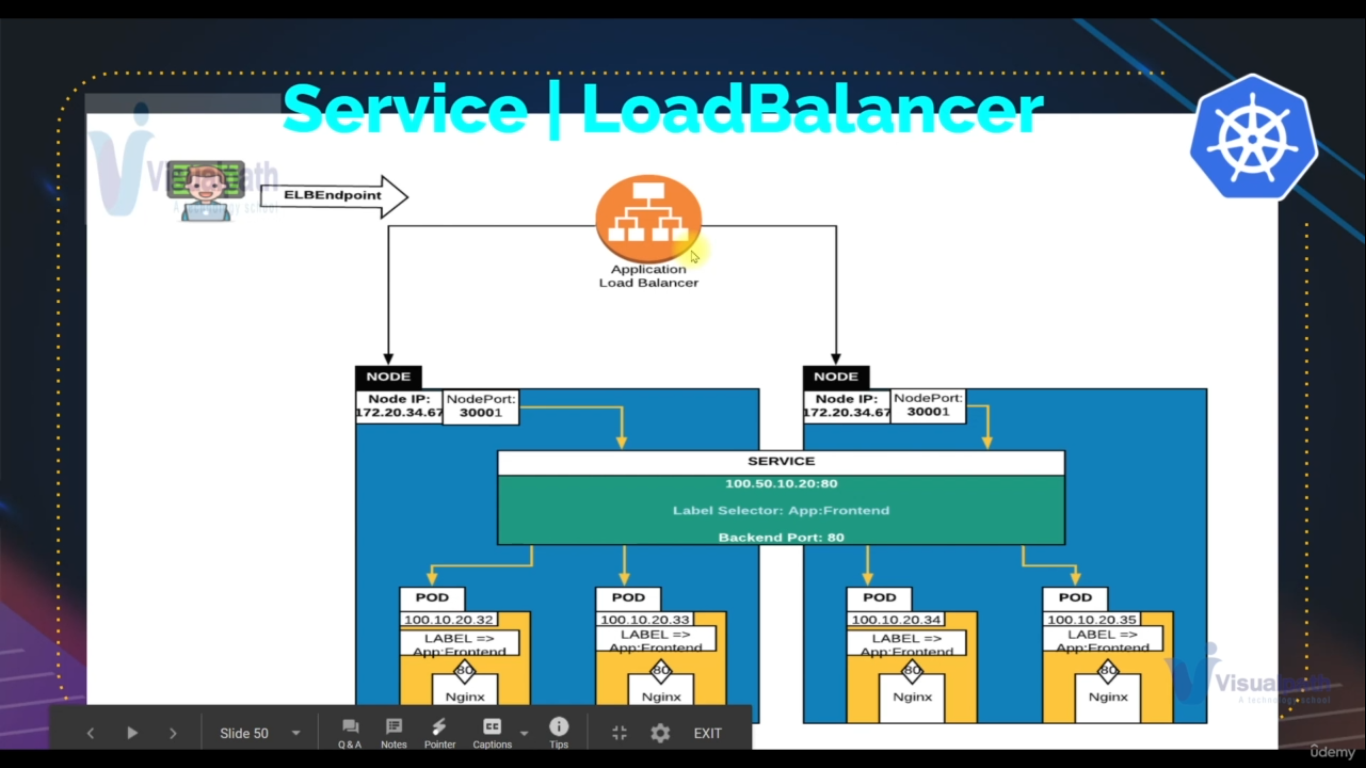 Service | LoadBalancer
Visualpath
A technology school
ELBEndpoint
Application
Load Balancer
NODE
Node IP:
172.20.34.67
NodePort:
30001
NODE
Node IP:
172.20.34.67
NodePort:
30001
SERVICE
100.50.10.20:80
Label Selector: App:Frontend
Backend Port: 80
POD
100.10.20.32
LABEL =>
App:Frontend
80
Nginx
POD
100.10.20.33
LABEL =>
App:Frontend
80
Nginx
POD
100.10.20.34
LABEL =>
App:Frontend
80
Nginx
POD
100.10.20.35
LABEL =>
App:Frontend
80
Nginx
Visualpath
A technology school
Slide 50
Q & A
Notes
Pointer
CC
Captions
Tips
EXIT
ûdemy